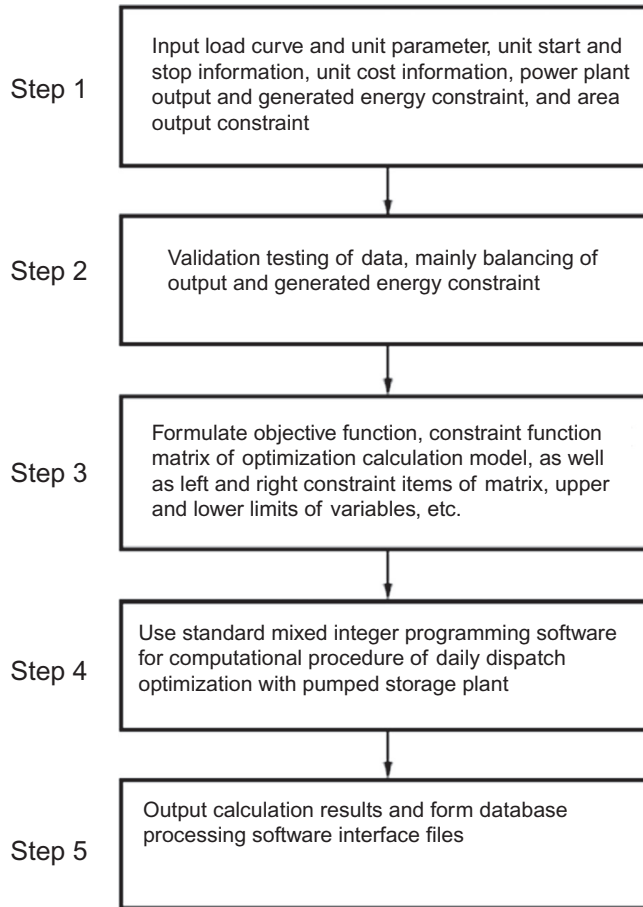 Step 1
Input load curve and unit parameter, unit start and
stop information, unit cost information, power plant
output and generated energy constraint, and area
output constraint
Step 2
Validation testing of data, mainly balancing of
output and generated energy constraint
Step 3
Formulate objective function, constraint function
matrix of optimization calculation model, as well
as left and right constraint items of matrix, upper
and lower limits of variables, etc.
Step 4
Use standard mixed integer programming software
for computational procedure of daily dispatch
optimization with pumped storage plant
Step 5
Output calculation results and form database
processing software interface files